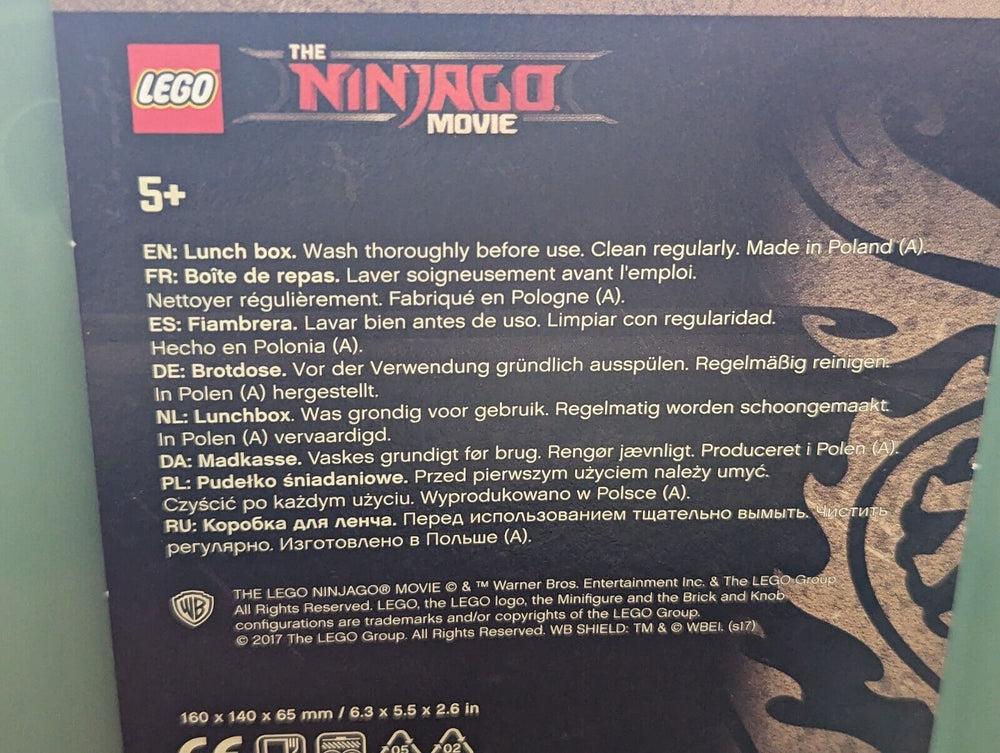 LEGO
THE
NINJAGO
MOVIE
5+
EN: Lunch box. Wash thoroughly before use. Clean regularly. Made in Poland (A).
FR: Boîte de repas. Laver soigneusement avant l'emploi.
Nettoyer régulièrement. Fabriqué en Pologne (A).
ES: Fiambrera. Lavar bien antes de uso. Limpiar con regularidad.
Hecho en Polonia (A).
DE: Brotdose. Vor der Verwendung gründlich ausspülen. Regelmäßig reinigen.
In Polen (A) hergestellt.
NL: Lunchbox. Was grondig voor gebruik. Regelmatig worden schoongemaakt.
In Polen (A) vervaardigd.
DA: Madkasse. Vaskes grundigt før brug. Rengør jævnligt. Produceret i Polen (A).
PL: Pudełko śniadaniowe. Przed pierwszym użyciem należy umyć.
Czyścić po każdym użyciu. Wyprodukowano w Polsce (A).
RU: Коробка для ленча. Перед использованием тщательно вымыть. Чистить
регулярно. Изготовлено в Польше (A).
WB
THE LEGO NINJAGO® MOVIE © & ™ Warner Bros. Entertainment Inc. & The LEGO Group
All Rights Reserved. LEGO, the LEGO logo, the Minifigure and the Brick and Knob
configurations are trademarks and/or copyrights of the LEGO Group.
© 2017 The LEGO Group. All Rights Reserved. WB SHIELD: TM & © WBEI. (s17)
160 x 140 x 65 mm / 6.3 x 5.5 x 2.6 in
CE 05 02